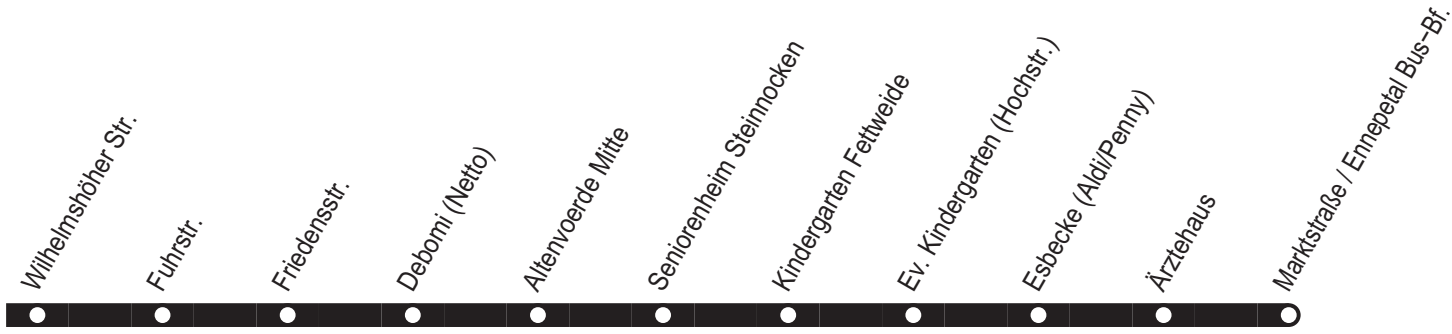 Wilhelmshöher Str.
Fuhrstr.
Friedensstr.
Debomi (Netto)
Altenvoerde Mitte
Seniorenheim Steinnocken
Kindergarten Fettweide
Ev. Kindergarten (Hochstr.)
Esbecke (Aldi/Penny)
Ärztehaus
Marktstraße / Ennepetal Bus-Bf.